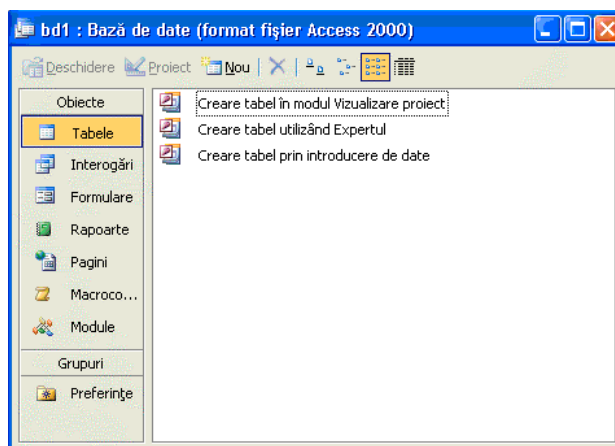 bd1 : Bază de date (format fişier Access 2000)
Deschidere Proiect Nou
Obiecte
Tabele
Interogări
Formulare
Rapoarte
Pagini
Macroco...
Module
Grupuri
Preferinţe
Creare tabel în modul Vizualizare proiect
Creare tabel utilizând Expertul
Creare tabel prin introducere de date